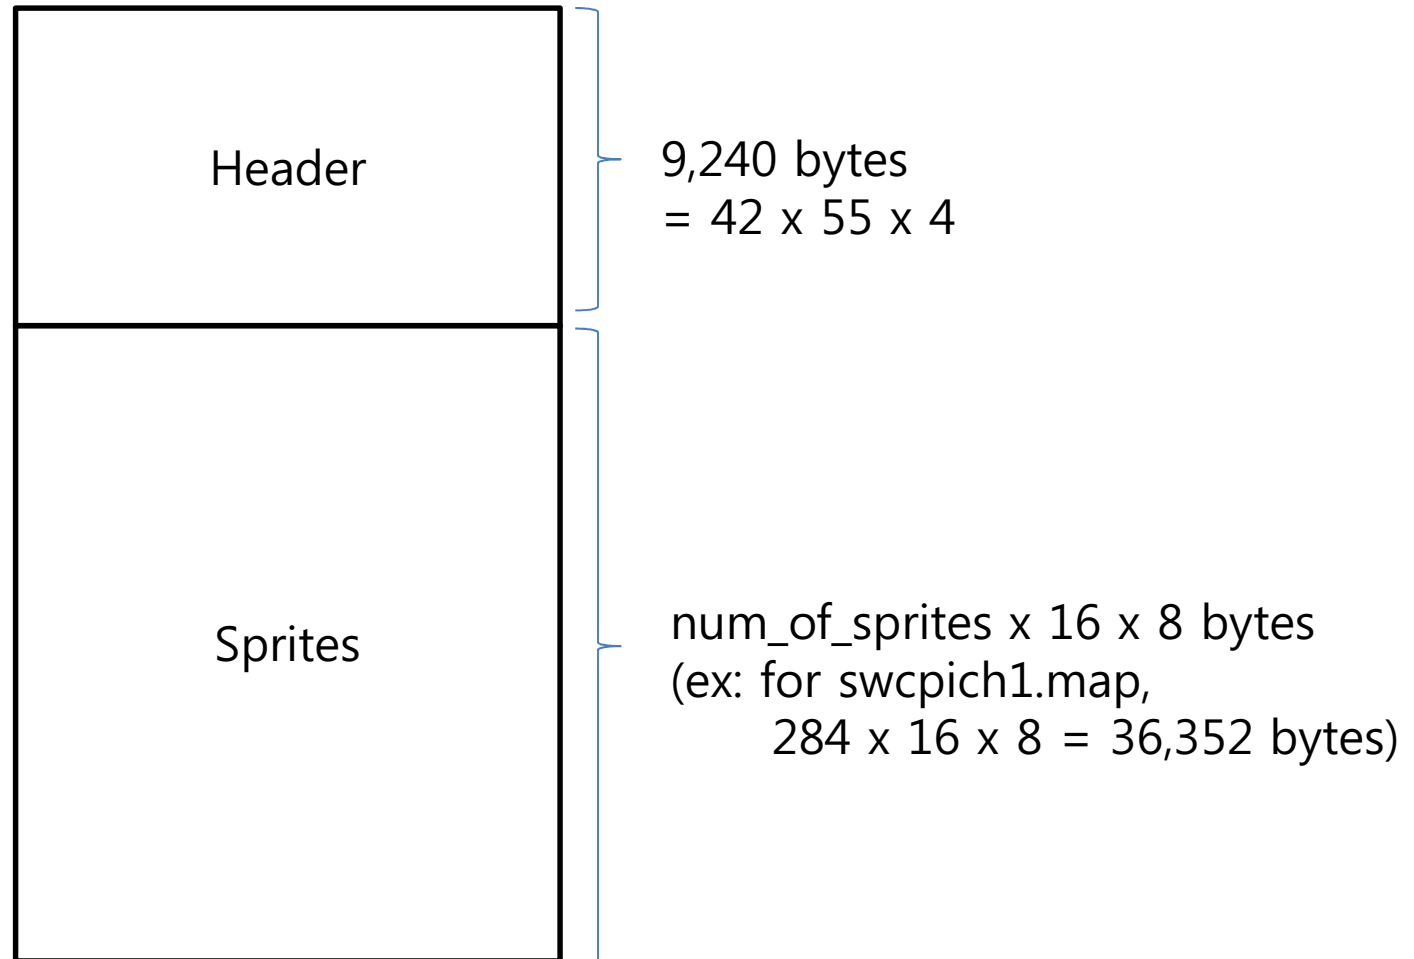 Header
9,240 bytes
= 42 x 55 x 4
Sprites
num_of_sprites x 16 x 8 bytes
(ex: for swcpich1.map,
284 x 16 x 8 = 36,352 bytes)